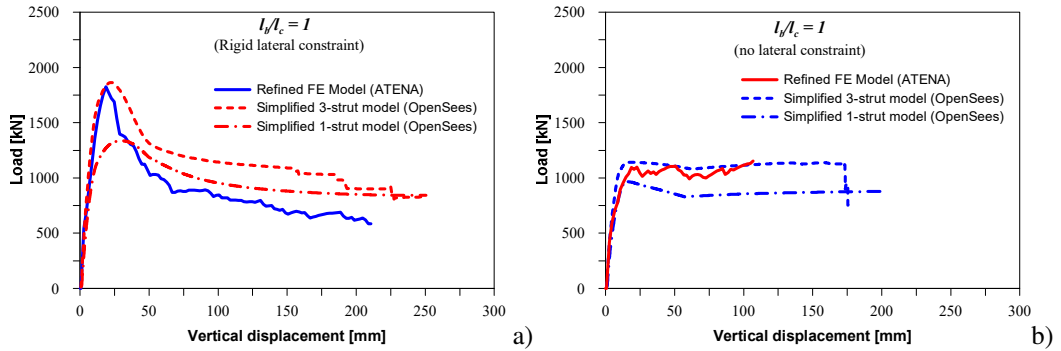 l_b/l_c = 1
(Rigid lateral constraint)
Refined FE Model (ATENA)
Simplified 3-strut model (OpenSees)
Simplified 1-strut model (OpenSees)
Load [kN]
2500
2000
1500
1000
500
0
0 50 100 150 200 250 300
Vertical displacement [mm]
a)
l_b/l_c = 1
(no lateral constraint)
Refined FE Model (ATENA)
Simplified 3-strut model (OpenSees)
Simplified 1-strut model (OpenSees)
Load [kN]
2500
2000
1500
1000
500
0
0 50 100 150 200 250 300
Vertical displacement [mm]
b)